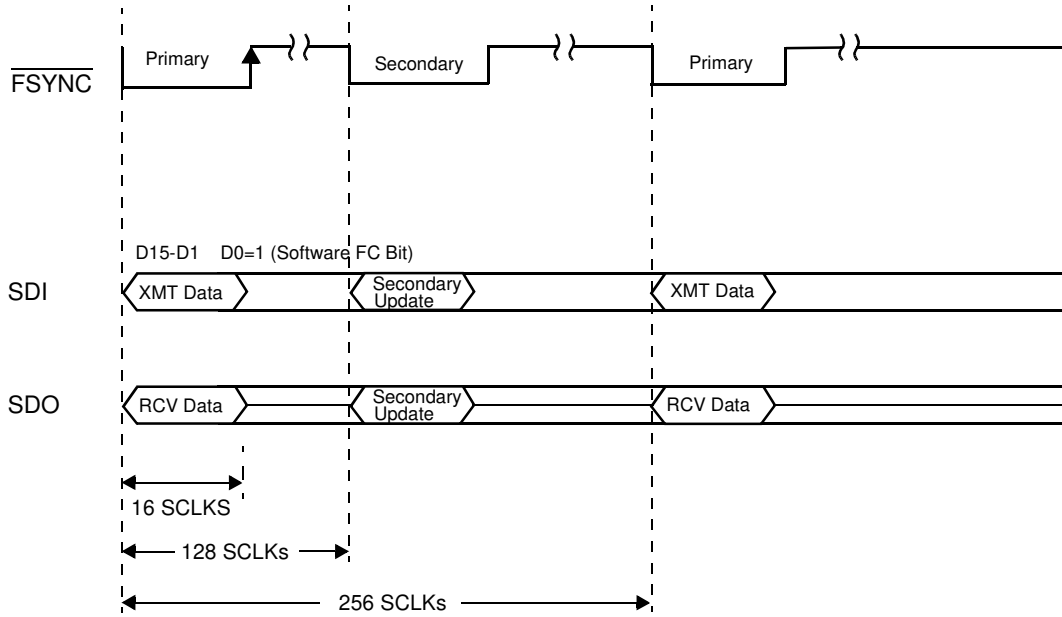 Primary
Secondary
Primary
FSYNC
D15-D1 D0=1 (Software FC Bit)
SDI
XMT Data
Secondary
Update
XMT Data
SDO
RCV Data
Secondary
Update
RCV Data
16 SCLKS
128 SCLKs
256 SCLKs